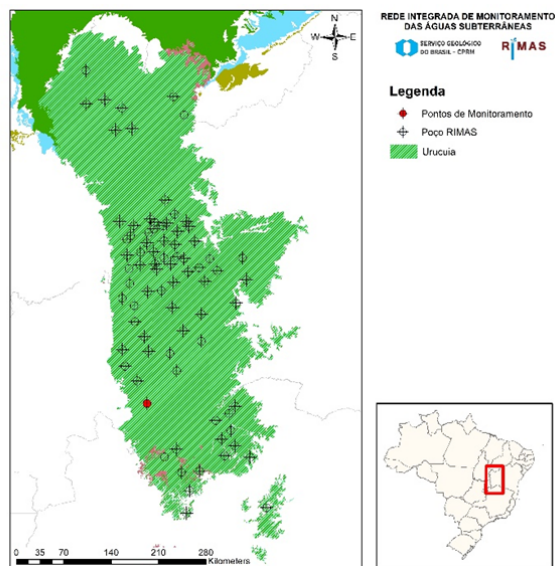 REDE INTEGRADA DE MONITORAMENTO
DAS ÁGUAS SUBTERRÂNEAS
SERVIÇO GEOLÓGICO
DO BRASIL - CPRM
RIMAS
Legenda
Pontos de Monitoramento
Poço RIMAS
Urucuia
N
W E
S
0 35 70 140 210 280
Kilometers